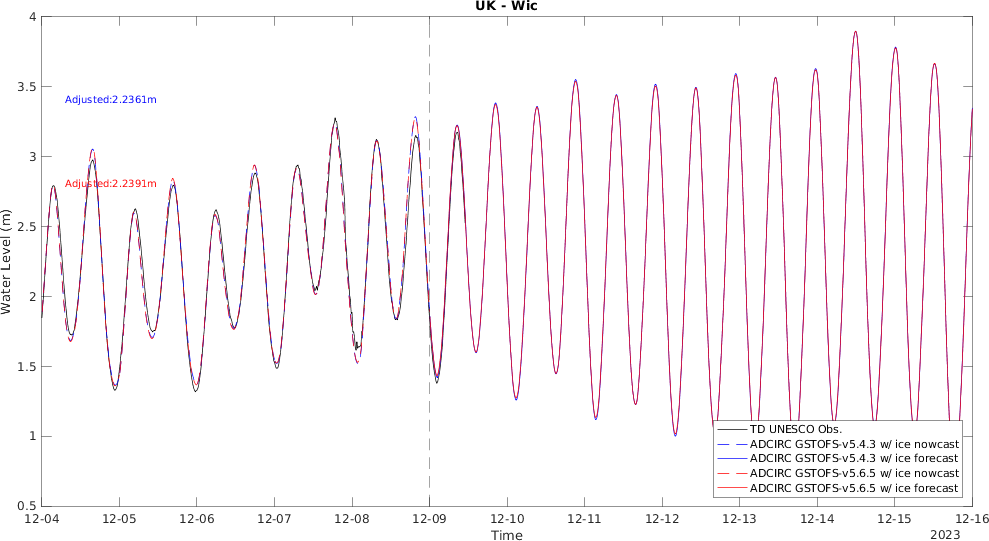 UK - Wic
4
3.5
3
2.5
2
1.5
1
0.5
Water Level (m)
Adjusted:2.2361m
Adjusted:2.2391m
TD UNESCO Obs.
ADCIRC GSTOFS-v5.4.3 w/ ice nowcast
ADCIRC GSTOFS-v5.4.3 w/ ice forecast
ADCIRC GSTOFS-v5.6.5 w/ ice nowcast
ADCIRC GSTOFS-v5.6.5 w/ ice forecast
12-04 12-05 12-06 12-07 12-08 12-09 12-10 12-11 12-12 12-13 12-14 12-15 12-16
Time
2023